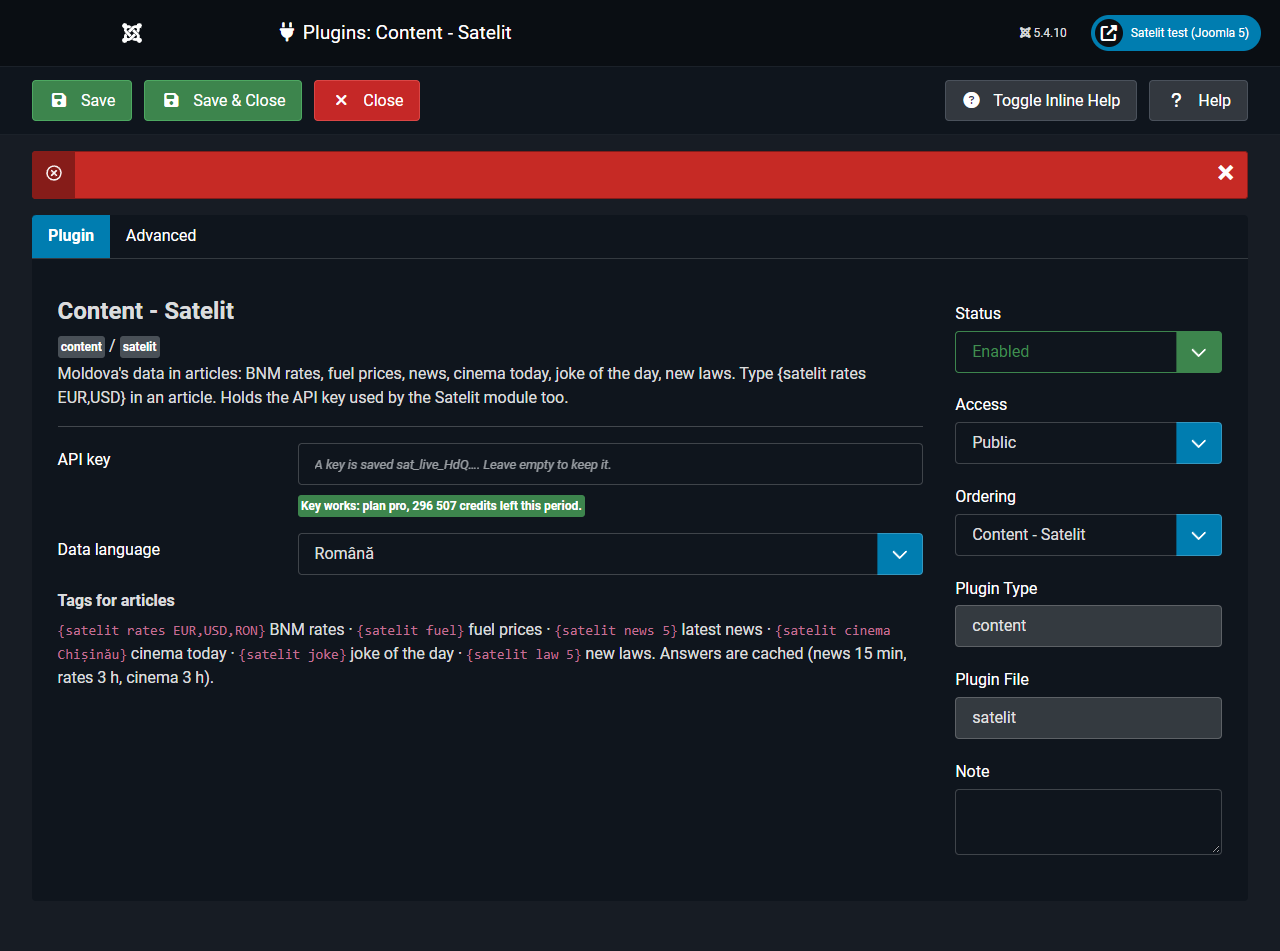 Plugins: Content - Satelit
5.4.10
Satelit test (Joomla 5)
Save
Save & Close
Close
Toggle Inline Help
Help
Plugin
Advanced
Content - Satelit
content / satelit
Moldova's data in articles: BNM rates, fuel prices, news, cinema today, joke of the day, new laws. Type {satelit rates
EUR,USD} in an article. Holds the API key used by the Satelit module too.
API key
A key is saved sat_live_HdQ…. Leave empty to keep it.
Key works: plan pro, 296 507 credits left this period.
Data language
Română
Tags for articles
{satelit rates EUR,USD,RON} BNM rates · {satelit fuel} fuel prices · {satelit news 5} latest news · {satelit cinema
Chișinău} cinema today · {satelit joke} joke of the day · {satelit law 5} new laws. Answers are cached (news 15 min,
rates 3 h, cinema 3 h).
Status
Enabled
Access
Public
Ordering
Content - Satelit
Plugin Type
content
Plugin File
satelit
Note